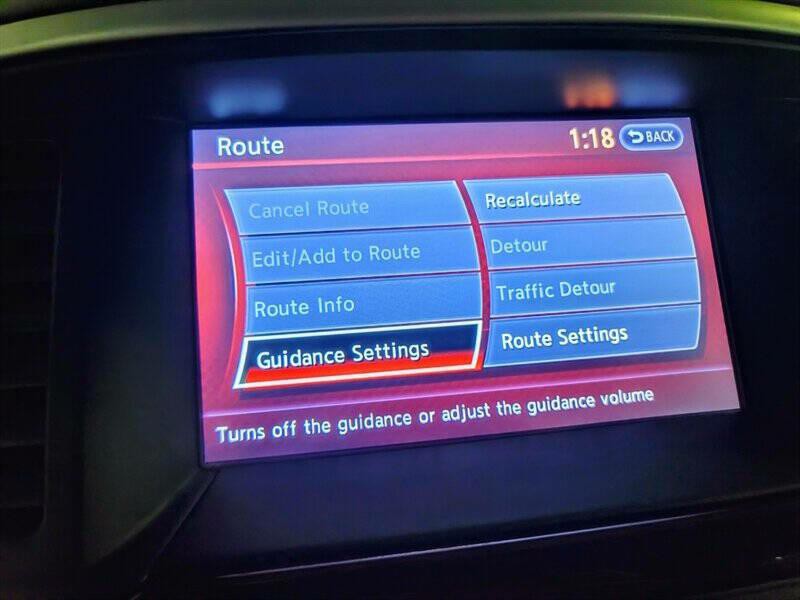 Route
1:18
BACK
Cancel Route
Recalculate
Edit/Add to Route
Detour
Route Info
Traffic Detour
Guidance Settings
Route Settings
Turns off the guidance or adjust the guidance volume